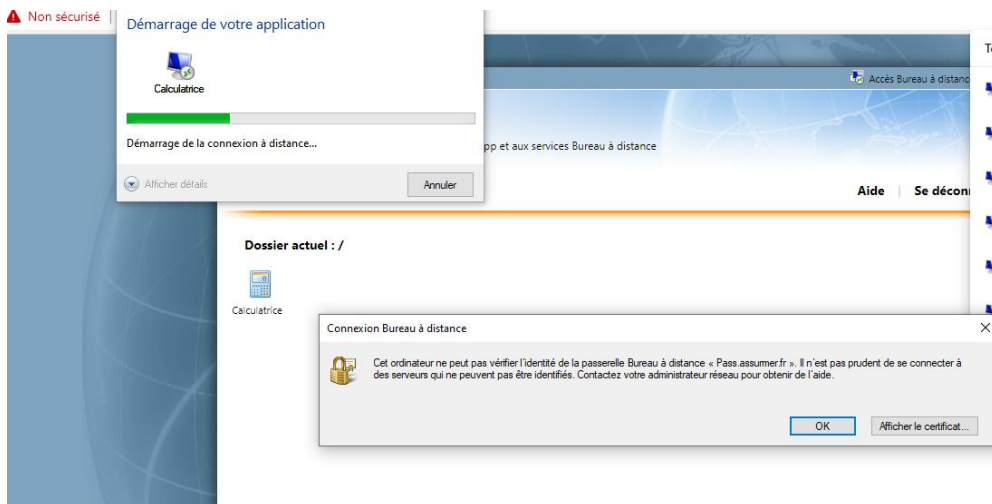 Non sécurisé
Démarrage de votre application
Calculatrice
Démarrage de la connexion à distance...
Afficher détails
Annuler
Accès Bureau à distance
pp et aux services Bureau à distance
Aide | Se décon
Dossier actuel : /
Calculatrice
Connexion Bureau à distance
Cet ordinateur ne peut pas vérifier l'identité de la passerelle Bureau à distance « Pass.assumer.fr ». Il n'est pas prudent de se connecter à
des serveurs qui ne peuvent pas être identifiés. Contactez votre administrateur réseau pour obtenir de l'aide.
OK
Afficher le certificat...